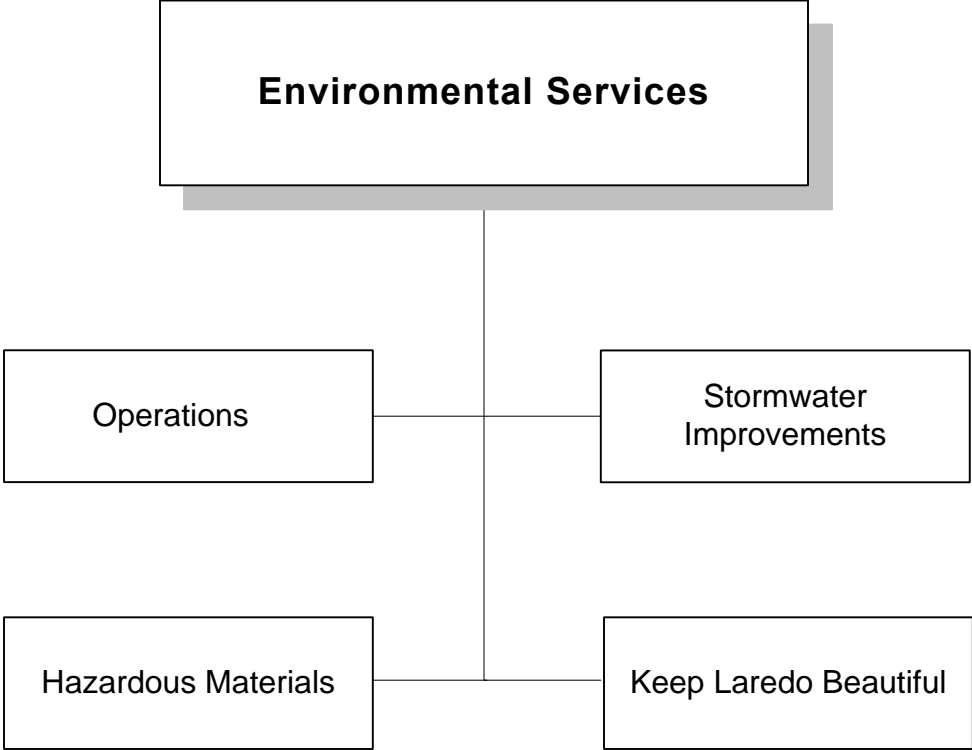 Environmental Services
Operations
Stormwater
Improvements
Hazardous Materials
Keep Laredo Beautiful